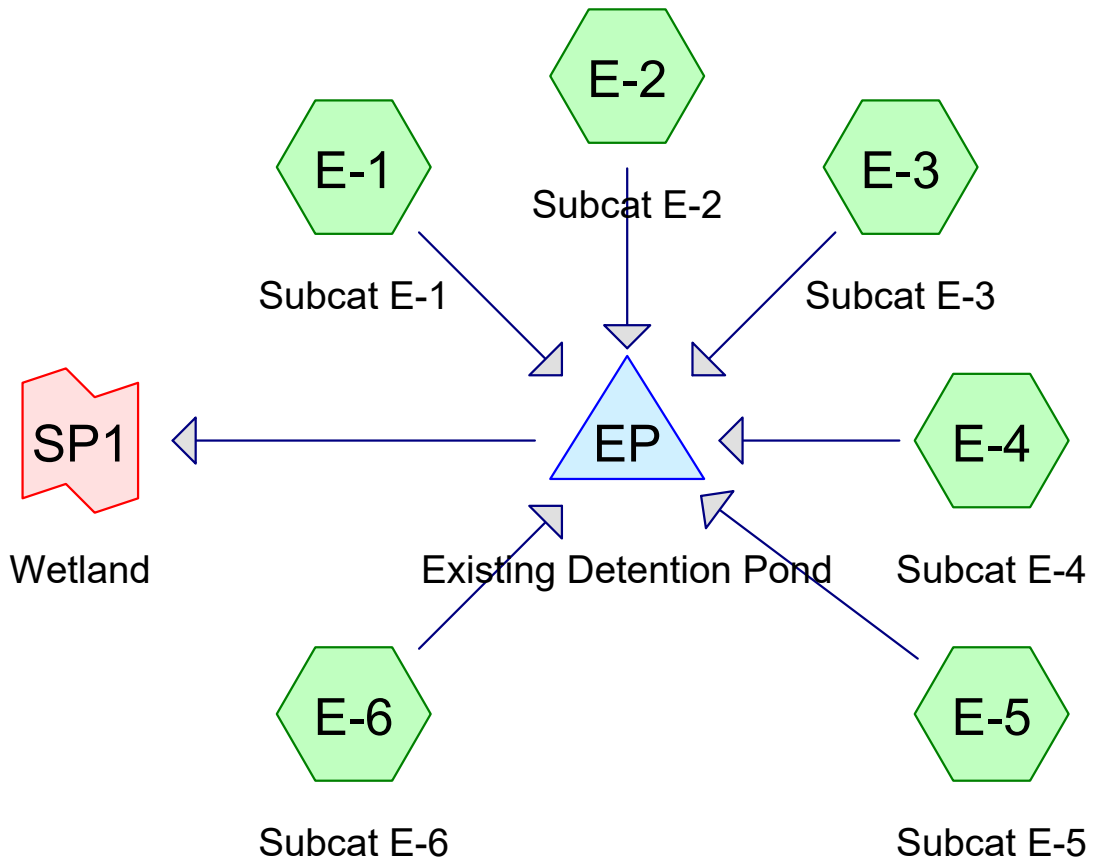 E-2
E-1
E-3
Subcat E-2
Subcat E-1
Subcat E-3
SP1
EP
E-4
Wetland
Existing Detention Pond
Subcat E-4
E-6
E-5
Subcat E-6
Subcat E-5